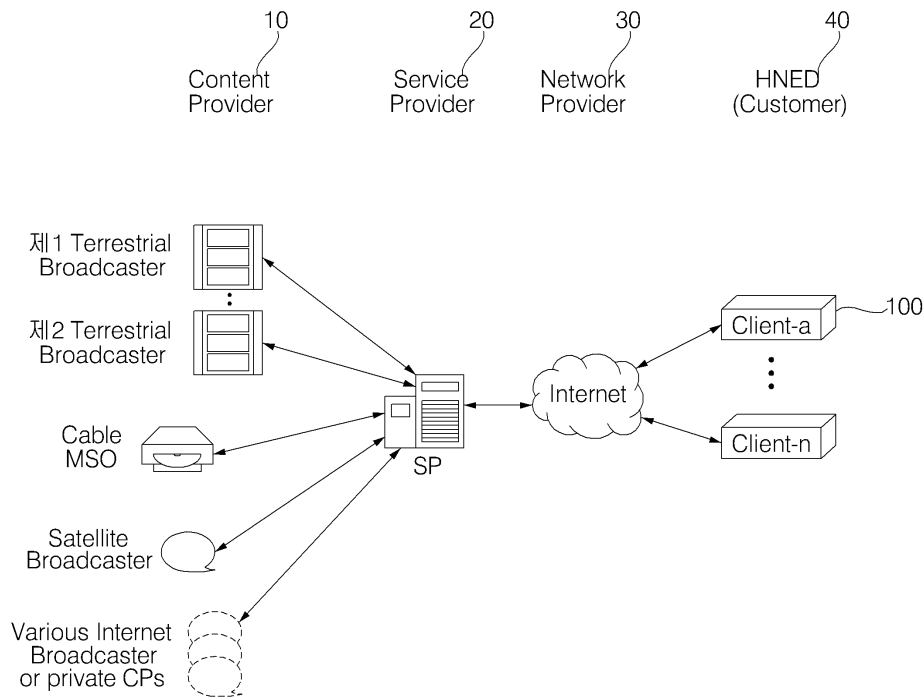 10
20
30
40
Content
Provider
Service
Provider
Network
Provider
HNED
(Customer)
제1 Terrestrial
Broadcaster
제2 Terrestrial
Broadcaster
Cable
MSO
Satellite
Broadcaster
Various Internet
Broadcaster
or private CPs
SP
Internet
Client-a
100
Client-n